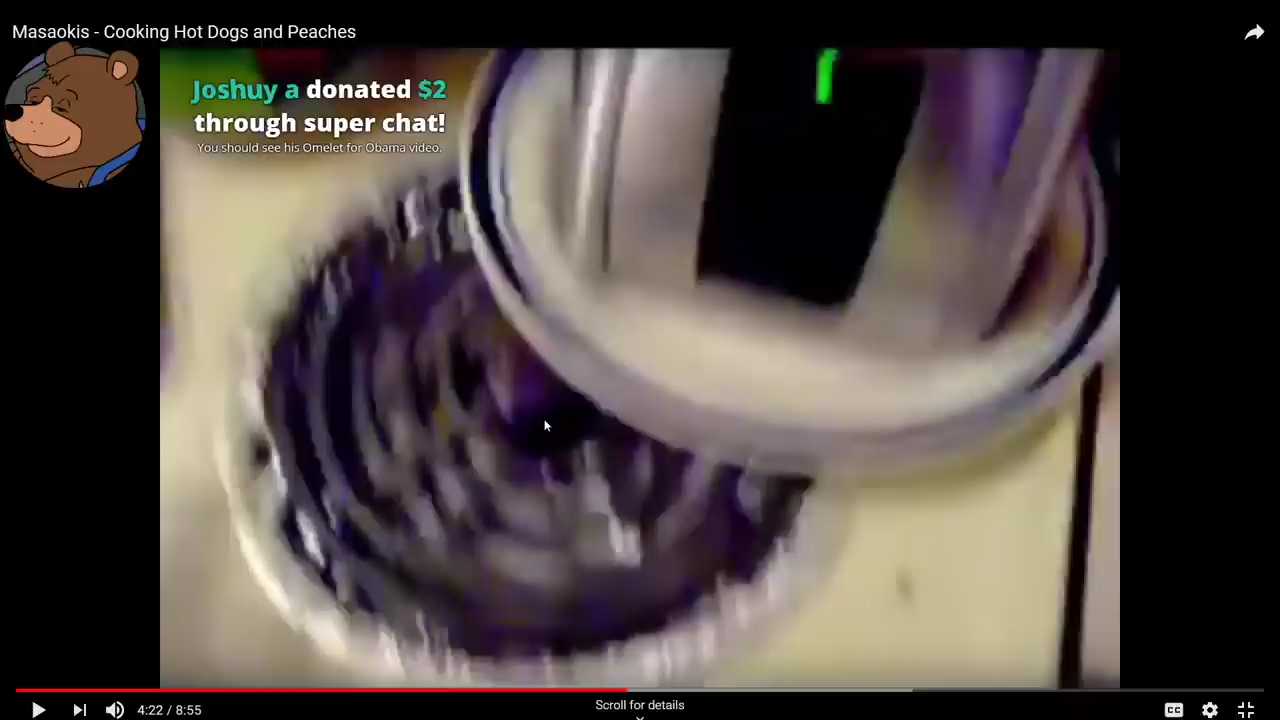 Masaokis - Cooking Hot Dogs and Peaches
Joshuy a donated $2
through super chat!
You should see his Omelet for Obama video.
4:22 / 8:55
Scroll for details
CC